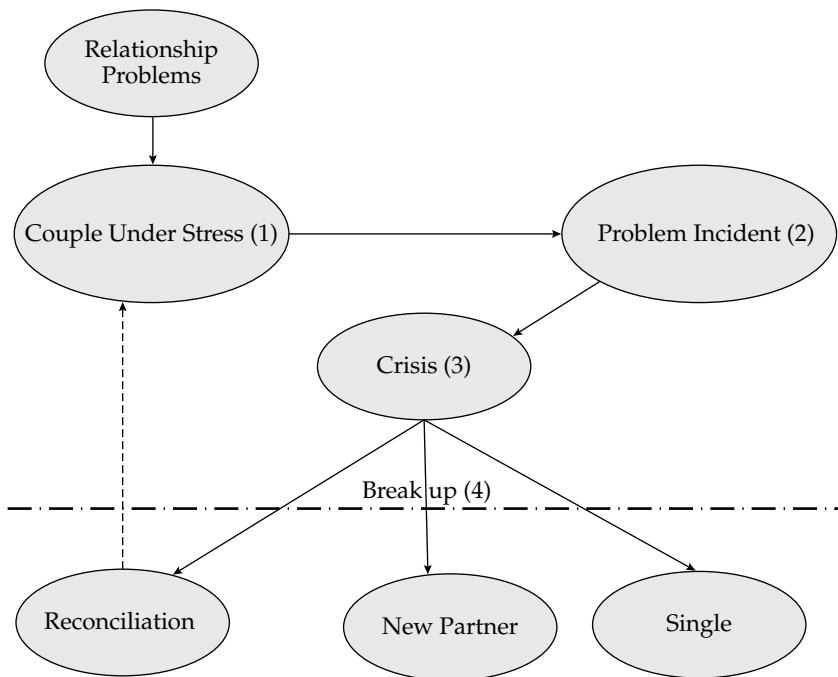 Relationship
Problems
Couple Under Stress (1)
Problem Incident (2)
Crisis (3)
Break up (4)
Reconciliation
New Partner
Single